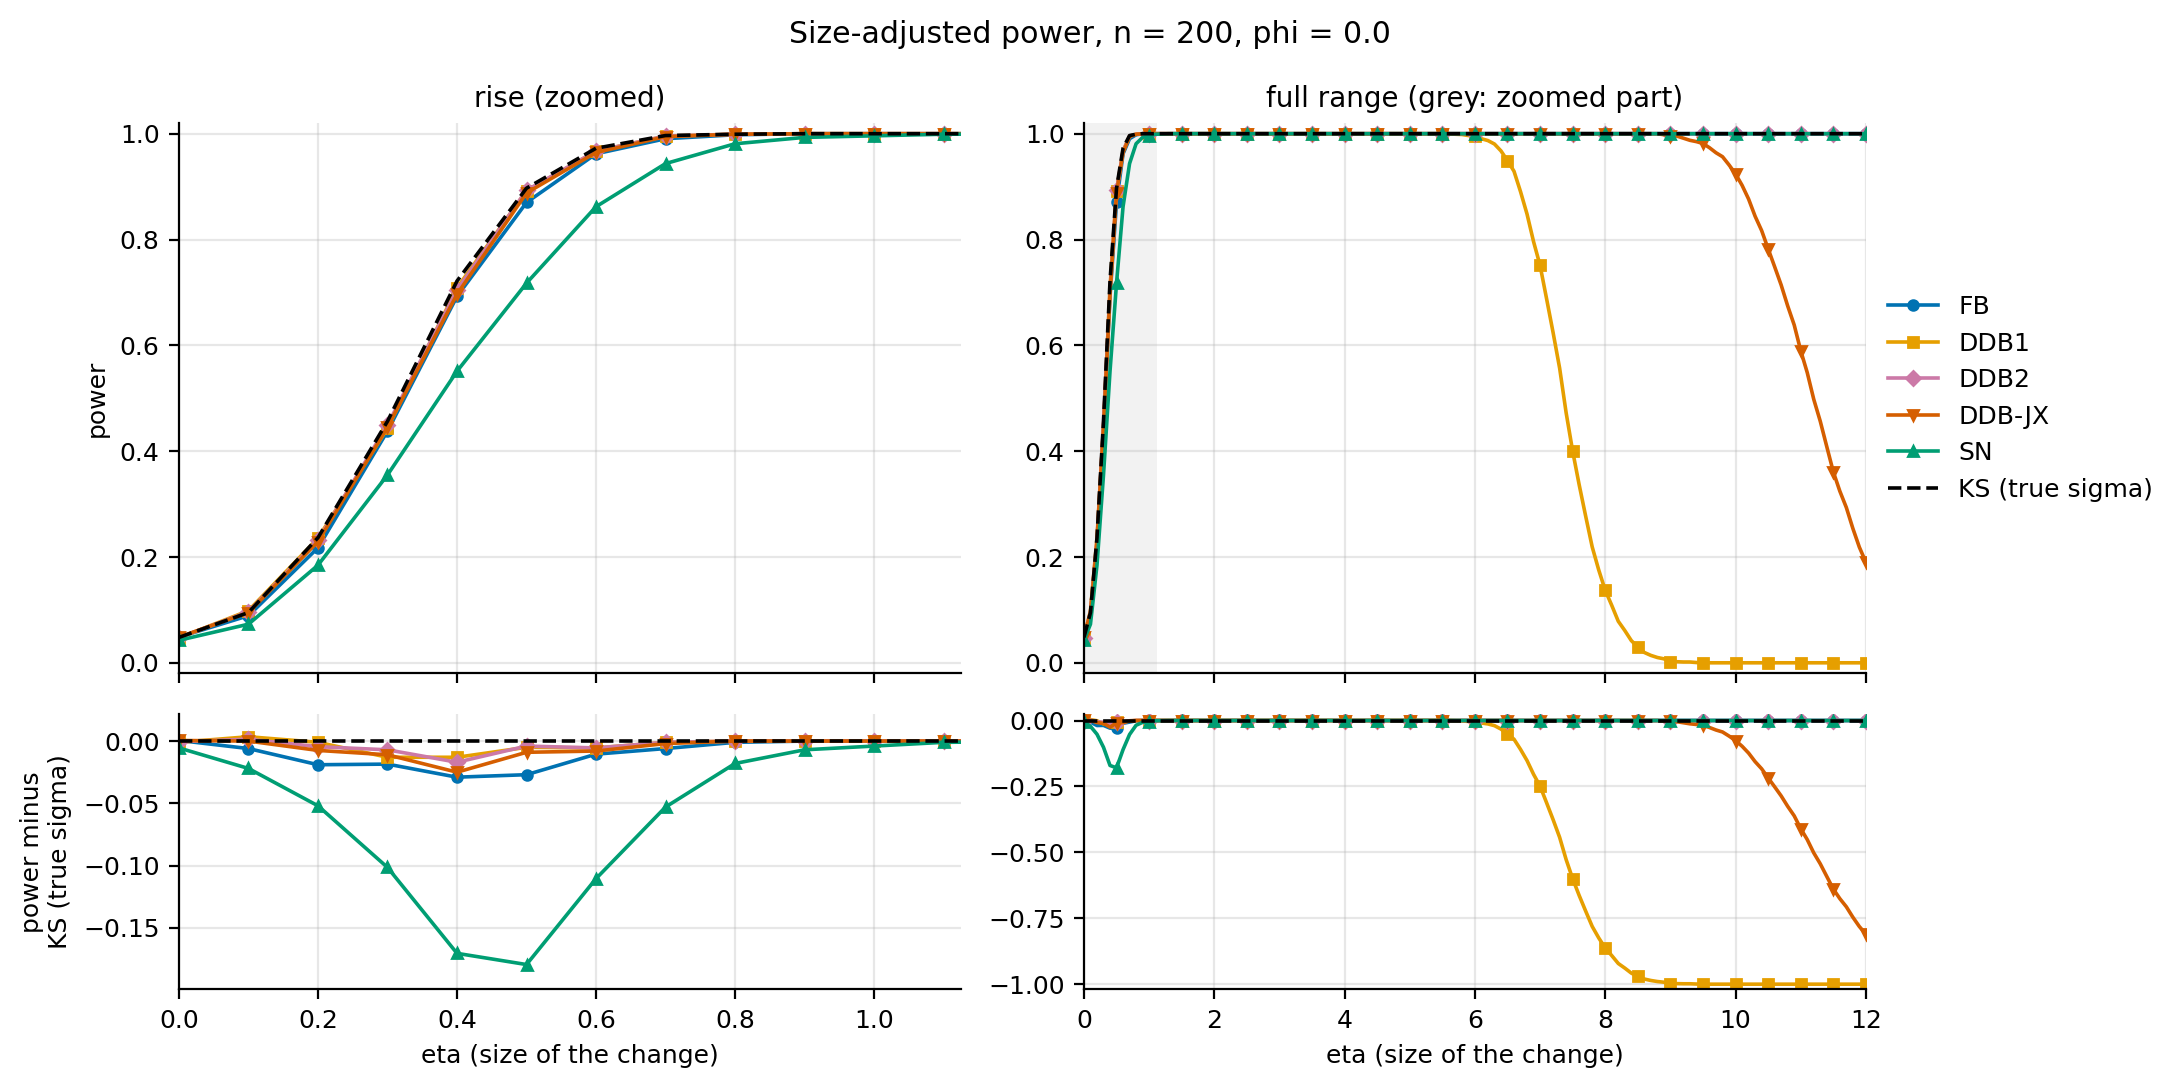 Size-adjusted power, n = 200, phi = 0.0
rise (zoomed)
full range (grey: zoomed part)
1.0
0.8
0.6
0.4
0.2
0.0
power
1.0
0.8
0.6
0.4
0.2
0.0
FB
DDB1
DDB2
DDB-JX
SN
KS (true sigma)
0.00
−0.05
−0.10
−0.15
power minus
KS (true sigma)
0.00
−0.25
−0.50
−0.75
−1.00
0.0 0.2 0.4 0.6 0.8 1.0
eta (size of the change)
0 2 4 6 8 10 12
eta (size of the change)